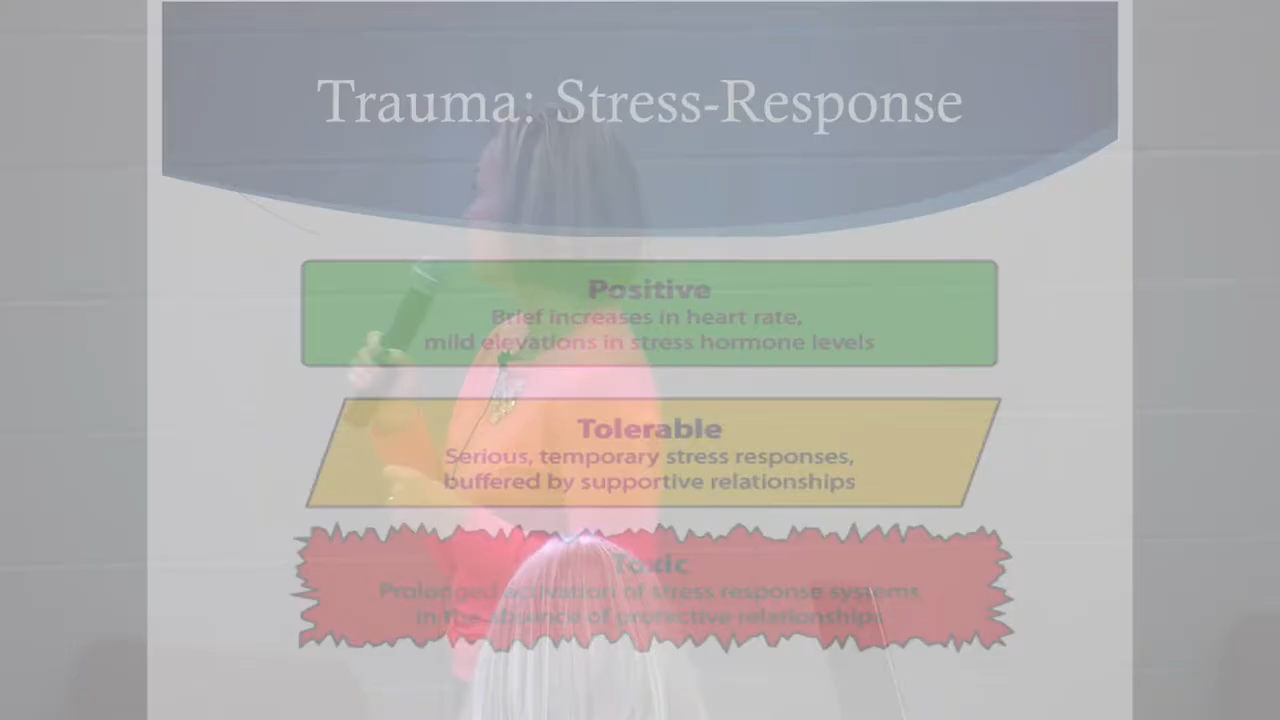 Trauma: Stress-Response
Positive
Brief increases in heart rate,
mild elevations in stress hormone levels
Tolerable
Serious, temporary stress responses,
buffered by supportive relationships
Toxic
Prolonged activation of stress response systems
in the absence of protective relationships